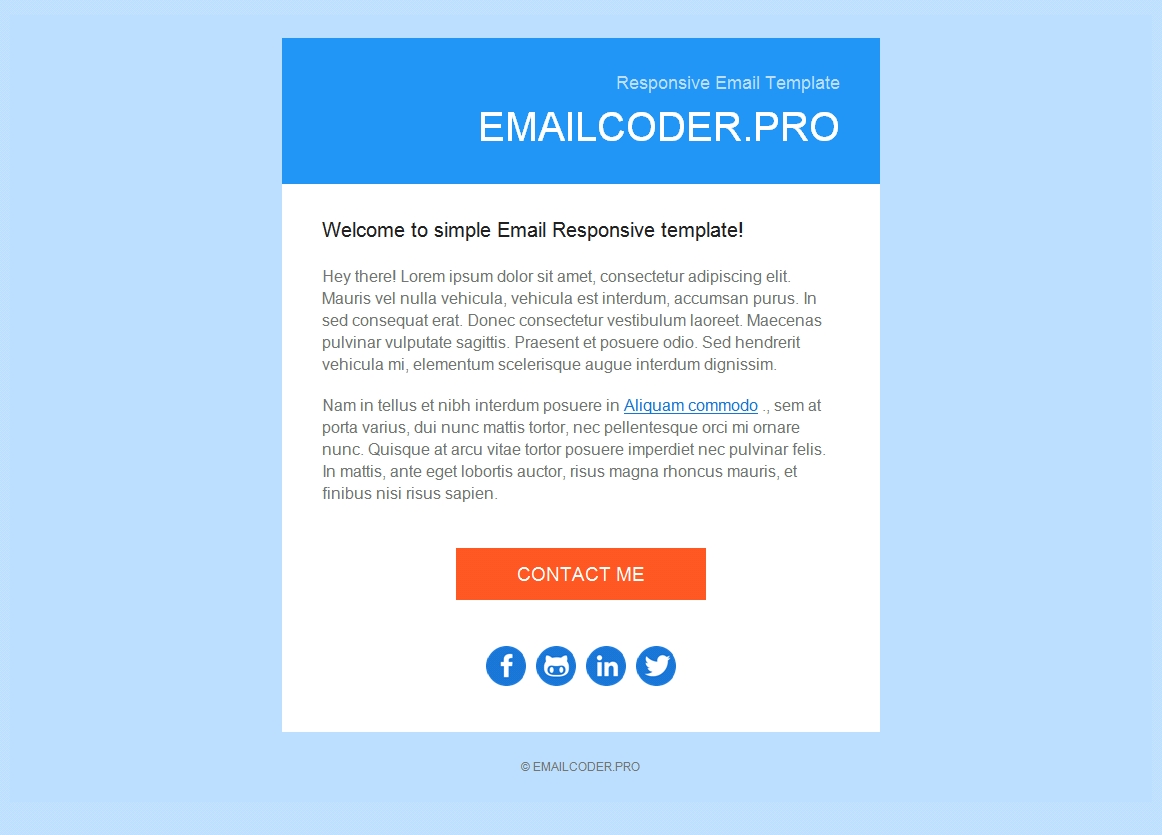 Responsive Email Template
EMAILCODER.PRO
Welcome to simple Email Responsive template!
Hey there! Lorem ipsum dolor sit amet, consectetur adipiscing elit.
Mauris vel nulla vehicula, vehicula est interdum, accumsan purus. In
sed consequat erat. Donec consectetur vestibulum laoreet. Maecenas
pulvinar vulputate sagittis. Praesent et posuere odio. Sed hendrerit
vehicula mi, elementum scelerisque augue interdum dignissim.
Nam in tellus et nibh interdum posuere in Aliquam commodo ., sem at
porta varius, dui nunc mattis tortor, nec pellentesque orci mi ornare
nunc. Quisque at arcu vitae tortor posuere imperdiet nec pulvinar felis.
In mattis, ante eget lobortis auctor, risus magna rhoncus mauris, et
finibus nisi risus sapien.
CONTACT ME
© EMAILCODER.PRO